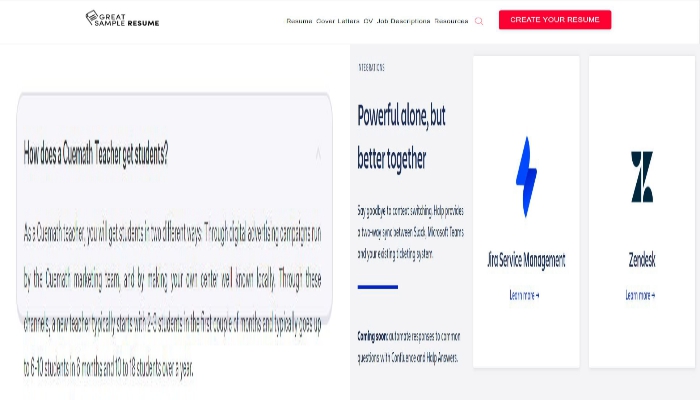 GREAT
SAMPLE RESUME
Resume Cover Letters CV Job Descriptions Resources
CREATE YOUR RESUME
How does a Cuemath Teacher get students?
As a Cuemath teacher, you will get students in two different ways. Through digital advertising campaigns run
by the Cuemath marketing team, and by making your own center well known locally. Through these
channels, a new teacher typically starts with 2-3 students in the first couple of months and typically goes up
to 6-10 students in 6 months and 10 to 18 students over a year.
INTEGRATIONS
Powerful alone, but
better together
Say goodbye to context switching. Halp provides
a two-way sync between Slack, Microsoft Teams
and your existing ticketing system.
Coming soon: automate responses to common
questions with Confluence and Halp Answers.
Jira Service Management
Learn more →
Zendesk
Learn more →